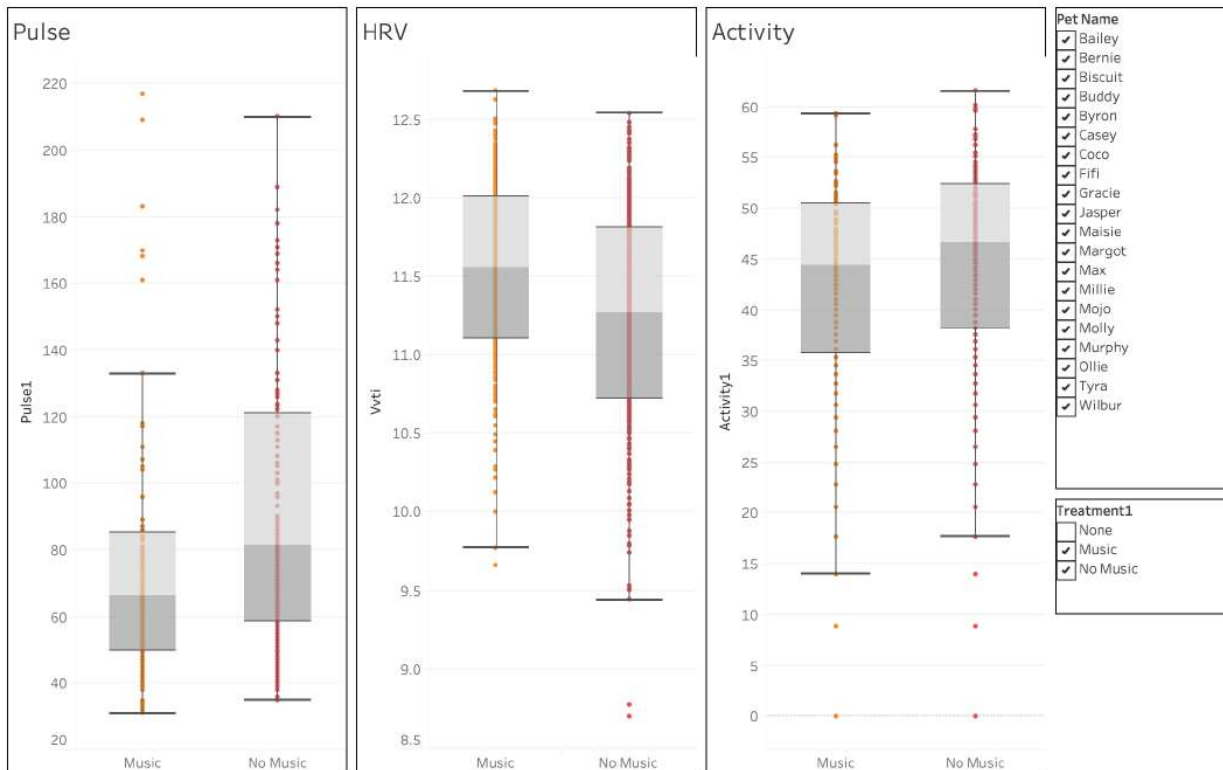 Pulse
220
200
180
160
140
120
100
80
60
40
20
Pulse1
Music
No Music
HRV
12.5
12.0
11.5
11.0
10.5
10.0
9.5
9.0
8.5
Vvti
Music
No Music
Activity
60
55
50
45
40
35
30
25
20
15
10
5
0
Activity1
Music
No Music
Pet Name
Bailey
Bernie
Biscuit
Buddy
Byron
Casey
Coco
Fifi
Gracie
Jasper
Maisie
Margot
Max
Millie
Mojo
Molly
Murphy
Ollie
Tyra
Wilbur
Treatment1
None
Music
No Music